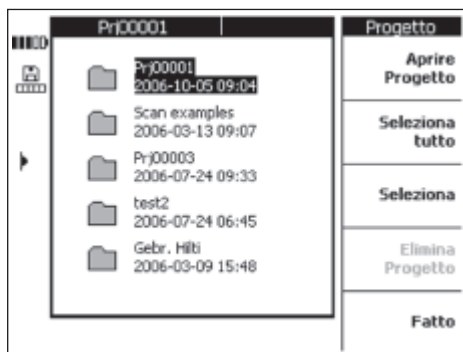 Prj00001
Prj00001
2006-10-05 09:04
Scan examples
2006-03-13 09:07
Prj00003
2006-07-24 09:33
test2
2006-07-24 06:45
Gebr. Hilti
2006-03-09 15:48
Progetto
Aprire
Progetto
Seleziona
tutto
Seleziona
Elimina
Progetto
Fatto